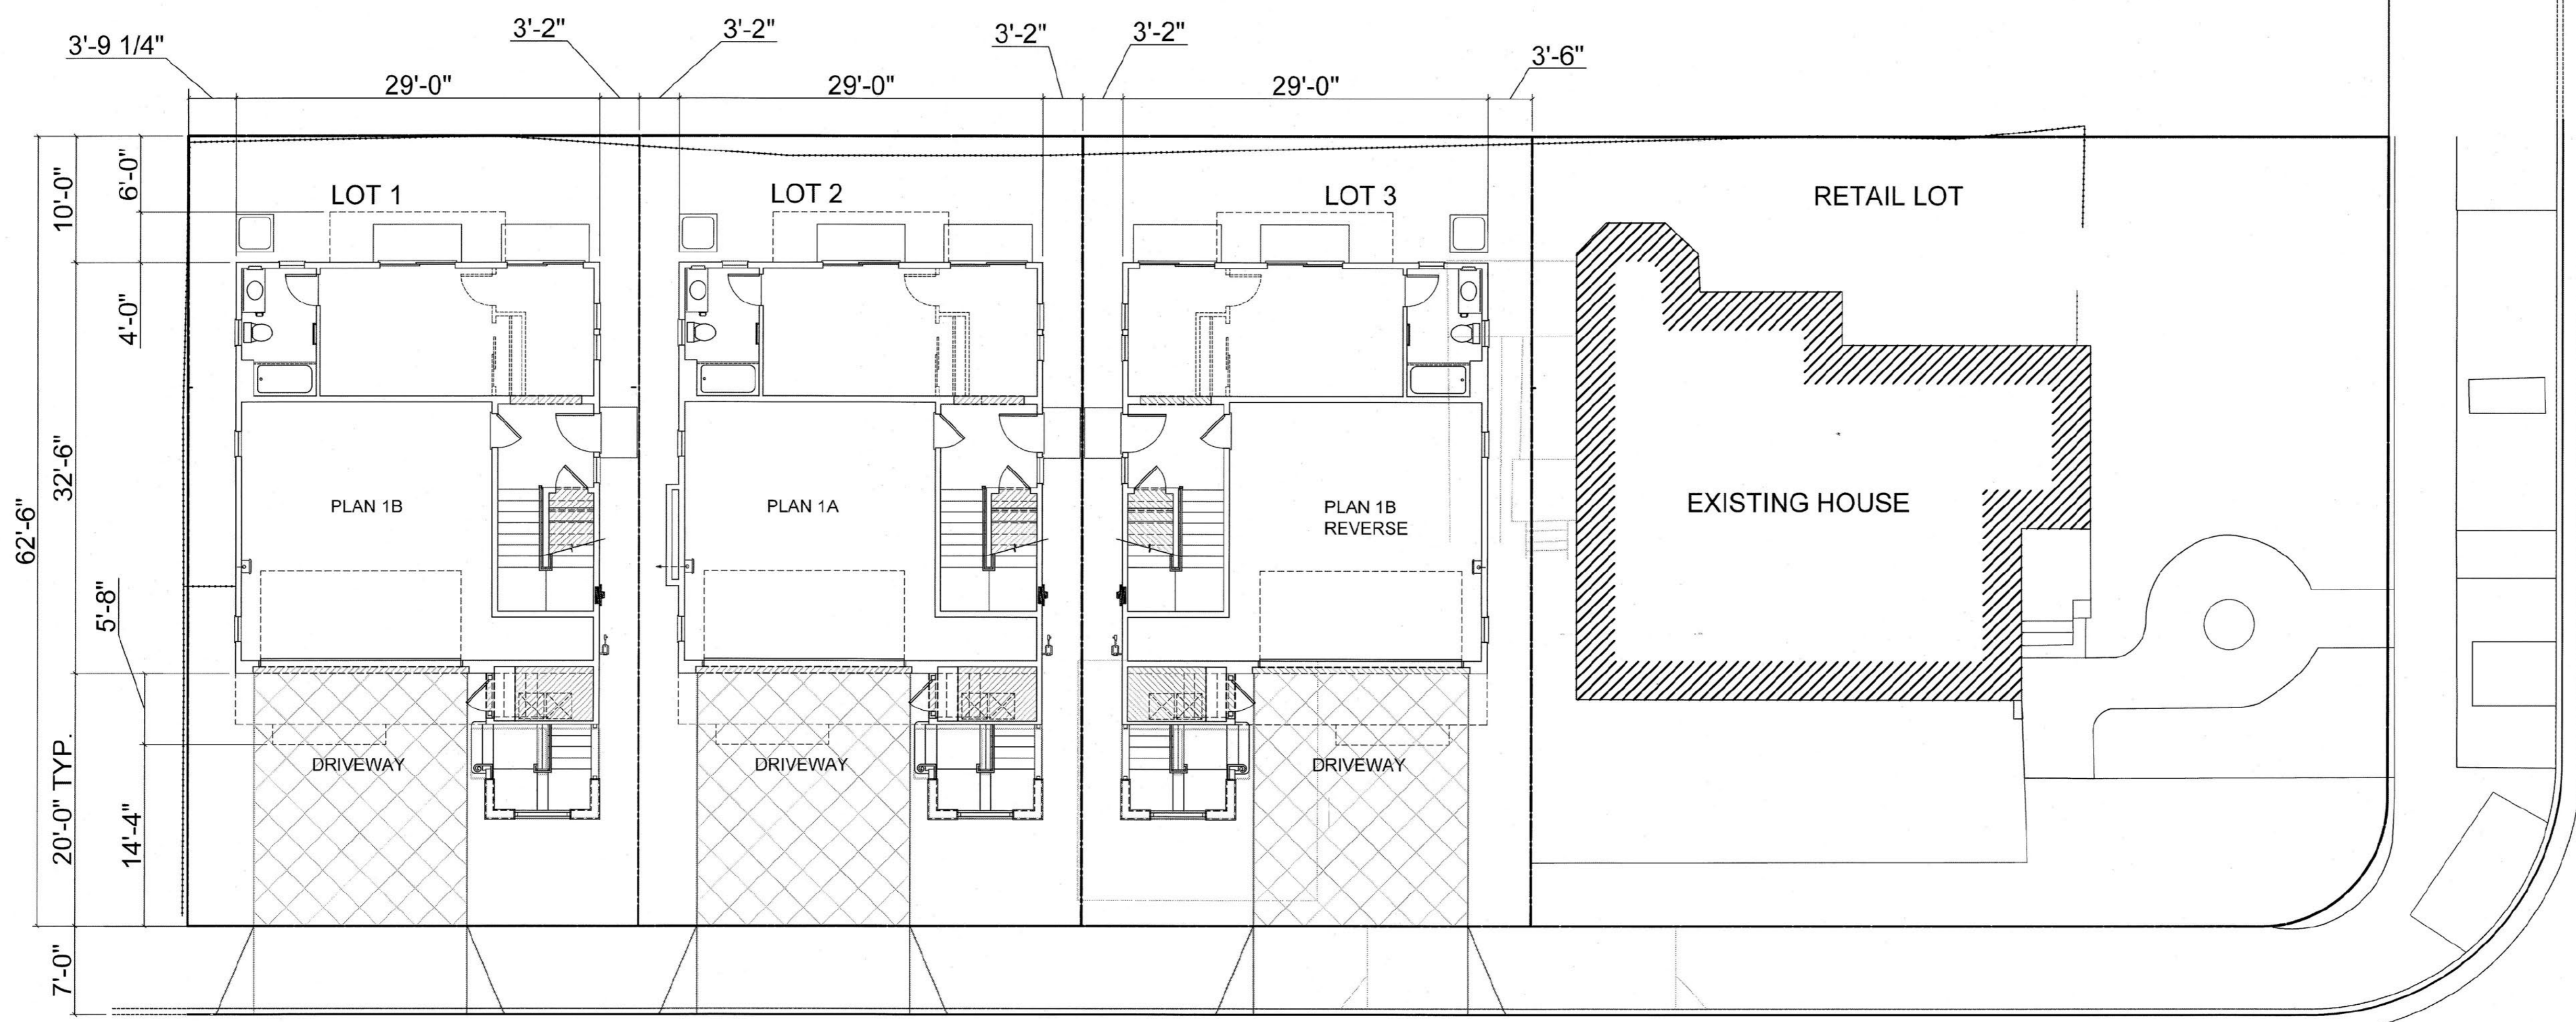 3'-9 1/4"
3'-2"
3'-2"
3'-2"
3'-2"
3'-6"
29'-0"
29'-0"
29'-0"
10'-0"
6'-0"
LOT 1
LOT 2
LOT 3
RETAIL LOT
4'-0"
32'-6"
62'-6"
PLAN 1B
PLAN 1A
PLAN 1B
REVERSE
EXISTING HOUSE
5'-8"
20'-0" TYP.
14'-4"
DRIVEWAY
DRIVEWAY
DRIVEWAY
7'-0"